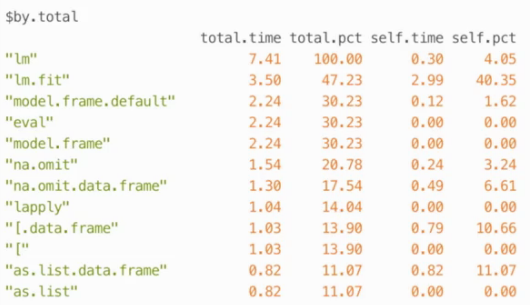 $by.total
total.time total.pct self.time self.pct
"lm" 7.41 100.00 0.30 4.05
"lm.fit" 3.50 47.23 2.99 40.35
"model.frame.default" 2.24 30.23 0.12 1.62
"eval" 2.24 30.23 0.00 0.00
"model.frame" 2.24 30.23 0.00 0.00
"na.omit" 1.54 20.78 0.24 3.24
"na.omit.data.frame" 1.30 17.54 0.49 6.61
"lapply" 1.04 14.04 0.00 0.00
"[.data.frame" 1.03 13.90 0.79 10.66
"[" 1.03 13.90 0.00 0.00
"as.list.data.frame" 0.82 11.07 0.82 11.07
"as.list" 0.82 11.07 0.00 0.00